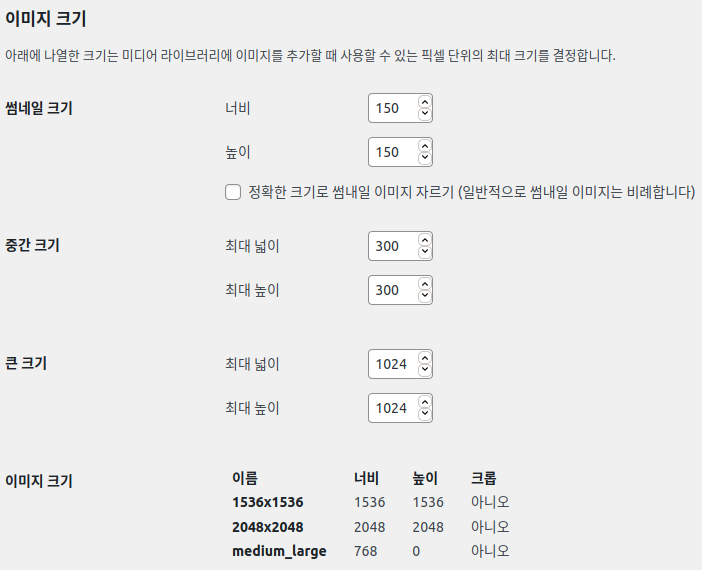 이미지 크기
아래에 나열한 크기는 미디어 라이브러리에 이미지를 추가할 때 사용할 수 있는 픽셀 단위의 최대 크기를 결정합니다.
썸네일 크기 너비 150
높이 150
정확한 크기로 썸내일 이미지 자르기 (일반적으로 썸내일 이미지는 비례합니다)
중간 크기 최대 넓이 300
최대 높이 300
큰 크기 최대 넓이 1024
최대 높이 1024
이미지 크기 이름 너비 높이 크롭
1536x1536 1536 1536 아니오
2048x2048 2048 2048 아니오
medium_large 768 0 아니오